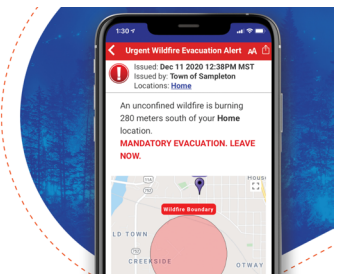 1:30
Urgent Wildfire Evacuation Alert AA
Issued: Dec 11 2020 12:38PM MST
Issued by: Town of Sampleton
Locations: Home
An unconfined wildfire is burning
280 meters south of your Home
location.
MANDATORY EVACUATION. LEAVE
NOW.
Wildfire Boundary
LD TOWN
CREEKSIDE
OTWAY